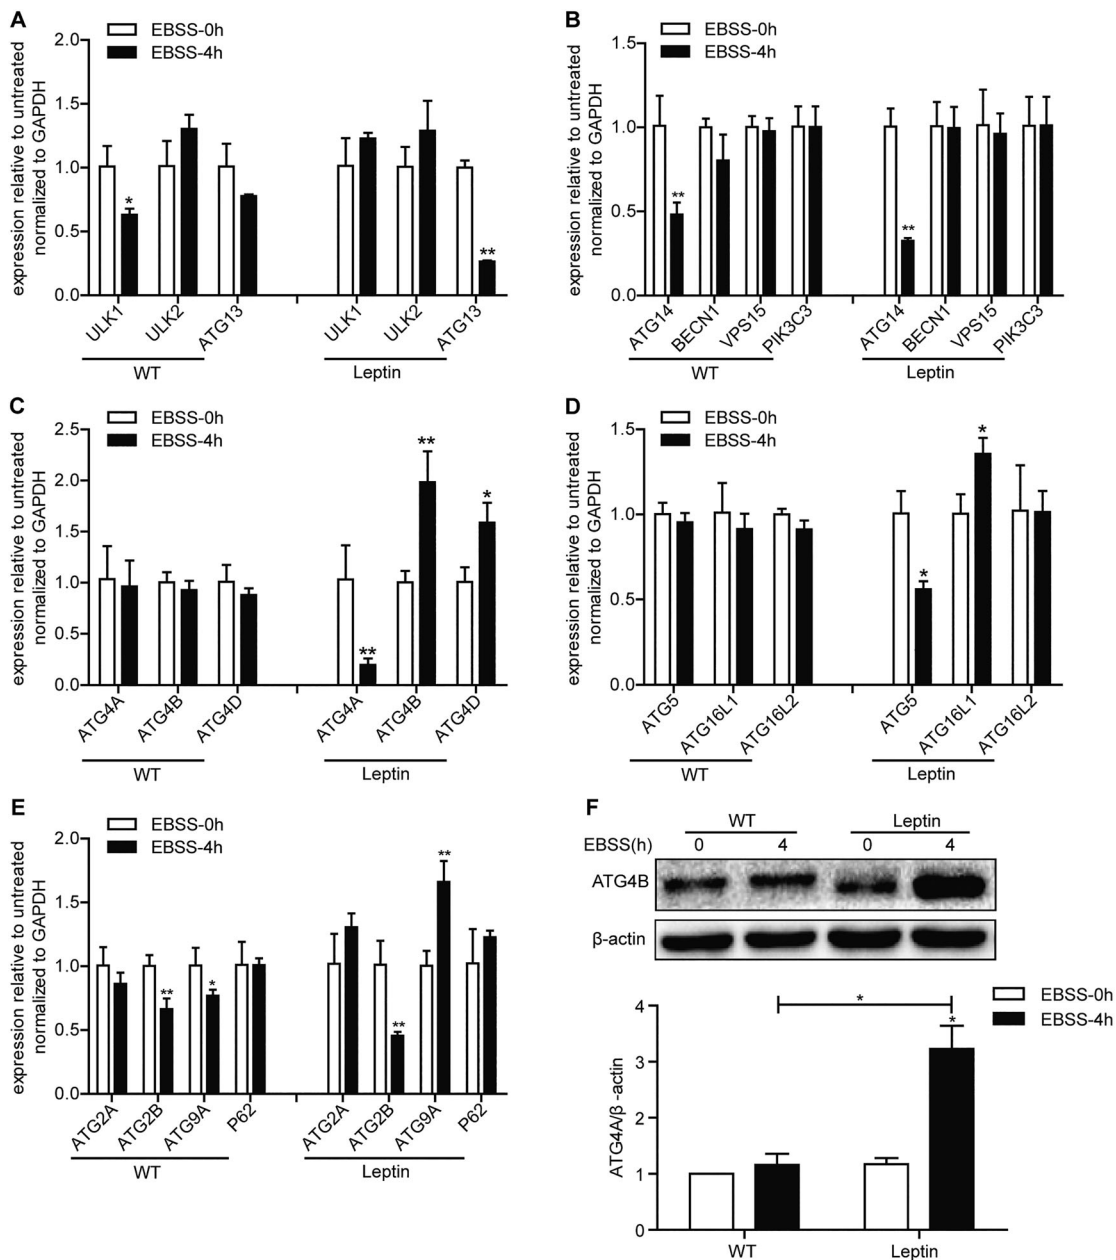 A
EBSS-0h
EBSS-4h
expression relative to untreated
normalized to GAPDH
2.0
1.5
1.0
0.5
0.0
*
**
ULK1 ULK2 ATG13 ULK1 ULK2 ATG13
WT Leptin
B
EBSS-0h
EBSS-4h
expression relative to untreated
normalized to GAPDH
1.5
1.0
0.5
0.0
**
**
ATG14 BECN1 VPS15 PIK3C3 ATG14 BECN1 VPS15 PIK3C3
WT Leptin
C
EBSS-0h
EBSS-4h
expression relative to untreated
normalized to GAPDH
2.5
2.0
1.5
1.0
0.5
0.0
**
**
*
ATG4A ATG4B ATG4D ATG4A ATG4B ATG4D
WT Leptin
D
EBSS-0h
EBSS-4h
expression relative to untreated
normalized to GAPDH
1.5
1.0
0.5
0.0
*
*
ATG5 ATG16L1 ATG16L2 ATG5 ATG16L1 ATG16L2
WT Leptin
E
EBSS-0h
EBSS-4h
expression relative to untreated
normalized to GAPDH
2.0
1.5
1.0
0.5
0.0
**
*
**
**
ATG2A ATG2B ATG9A P62 ATG2A ATG2B ATG9A P62
WT Leptin
F
WT Leptin
EBSS(h) 0 4 0 4
ATG4B
β-actin
EBSS-0h
EBSS-4h
ATG4A/β -actin
4
3
2
1
0
*
*
WT Leptin